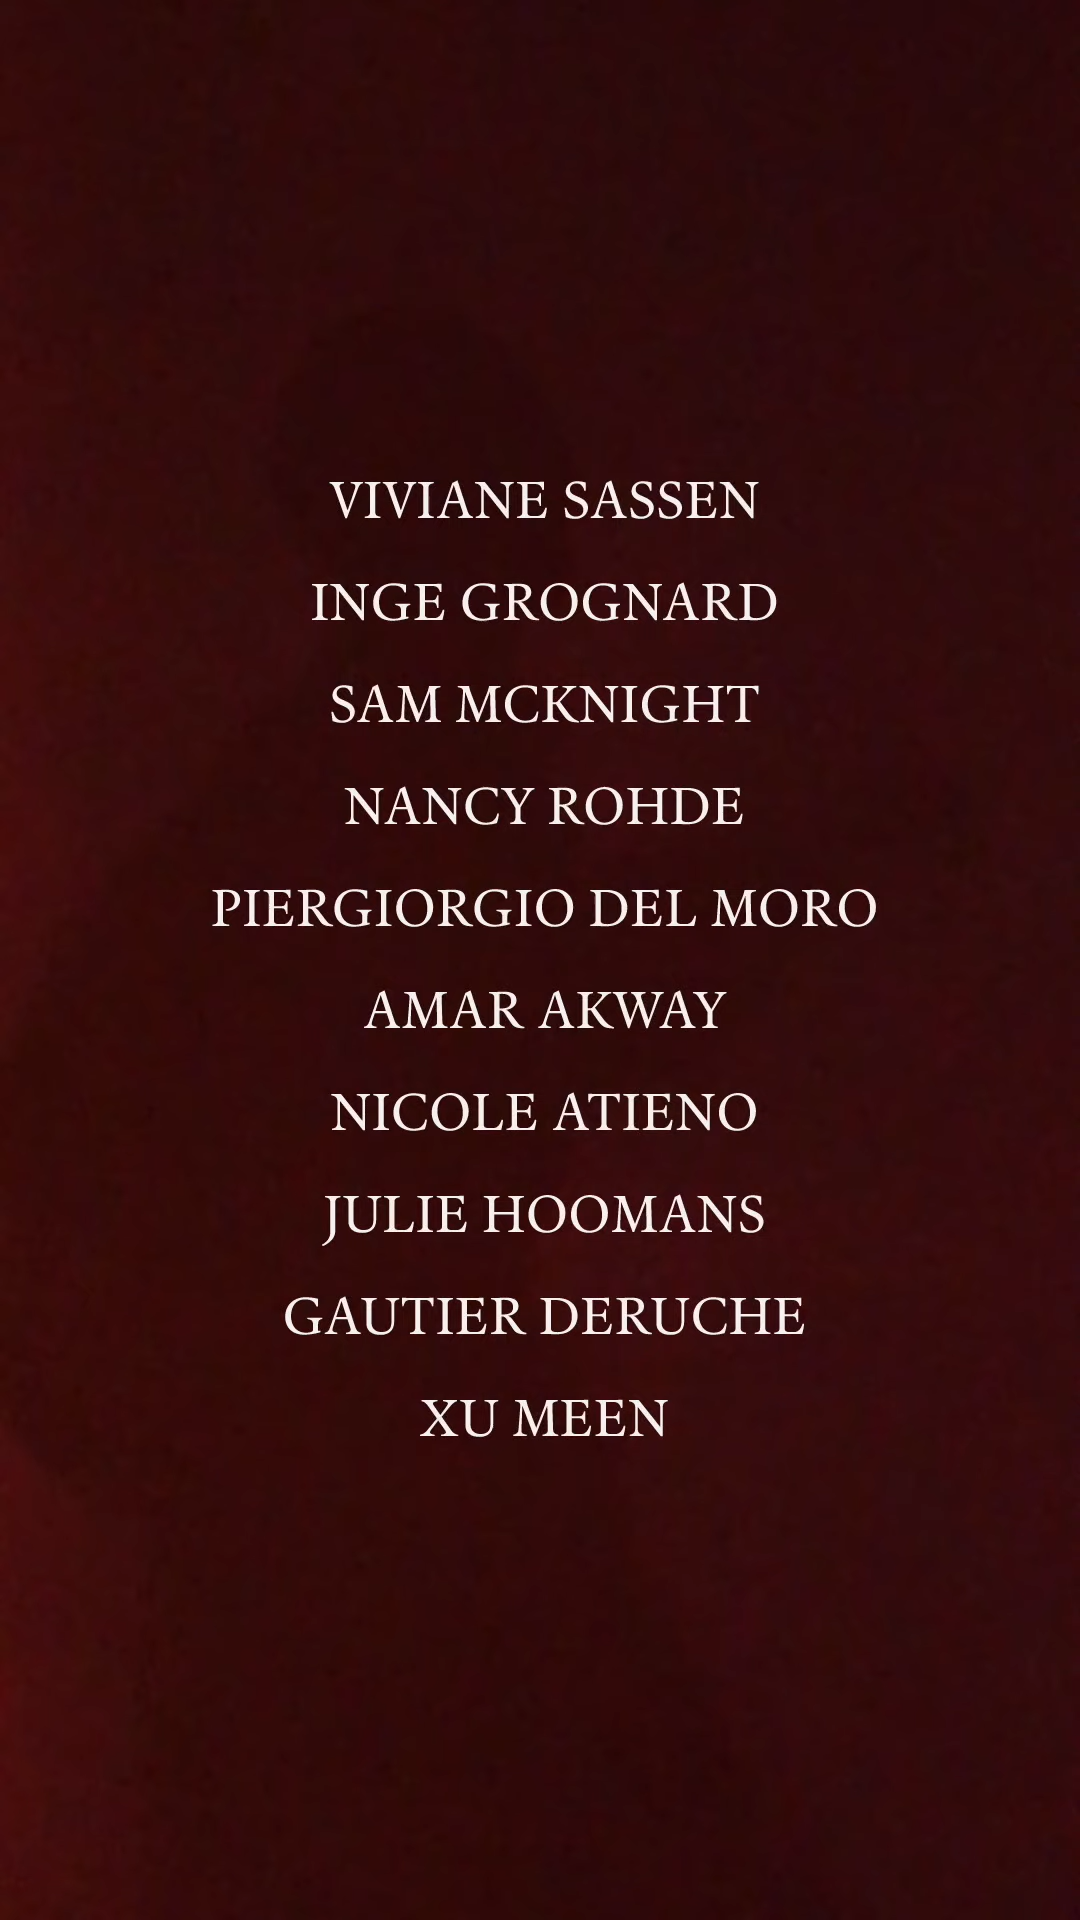 VIVIANE SASSEN
INGE GROGNARD
SAM MCKNIGHT
NANCY ROHDE
PIERGIORGIO DEL MORO
AMAR AKWAY
NICOLE ATIENO
JULIE HOOMANS
GAUTIER DERUCHE
XU MEEN